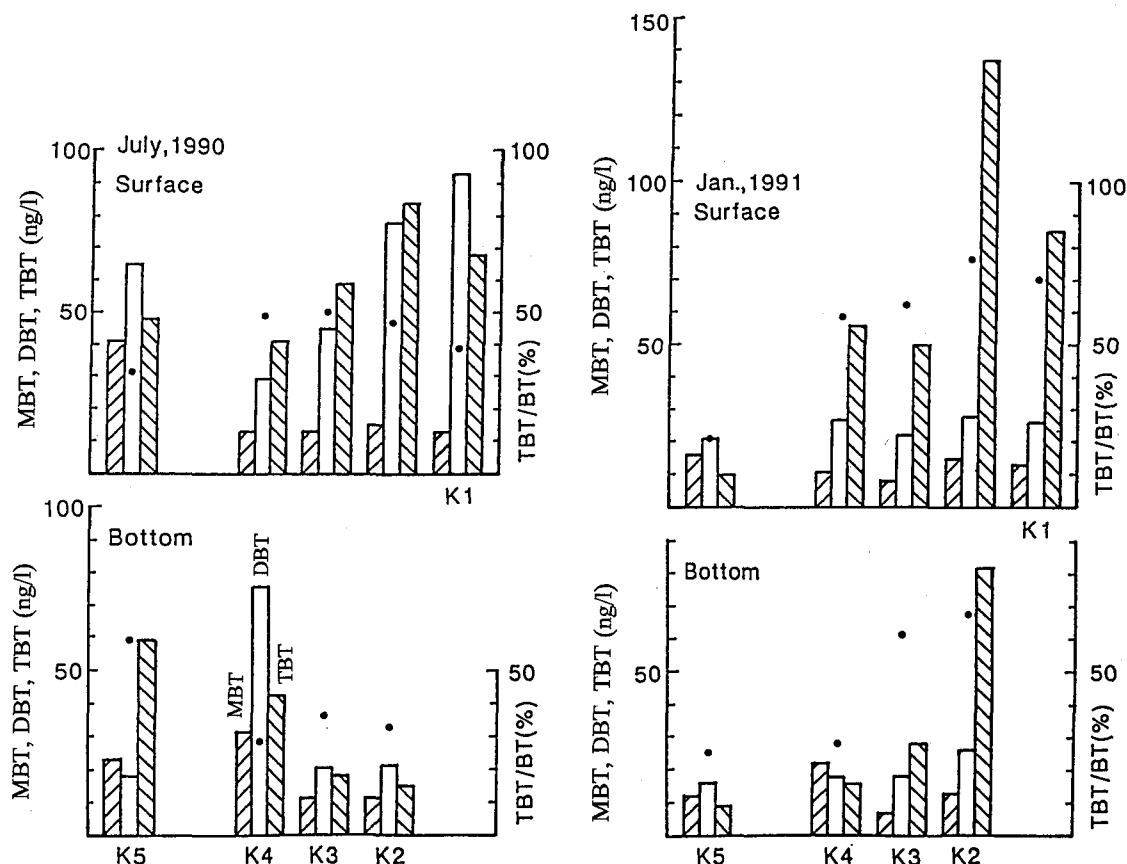 July,1990
Surface
100
50
MBT, DBT, TBT (ng/l)
100
50
TBT/BT(%)
K1
Jan.,1991
Surface
150
100
50
MBT, DBT, TBT (ng/l)
100
50
TBT/BT(%)
K1
Bottom
100
50
MBT, DBT, TBT (ng/l)
MBT
DBT
TBT
50
TBT/BT(%)
K5 K4 K3 K2
Bottom
50
MBT, DBT, TBT (ng/l)
50
TBT/BT(%)
K5 K4 K3 K2